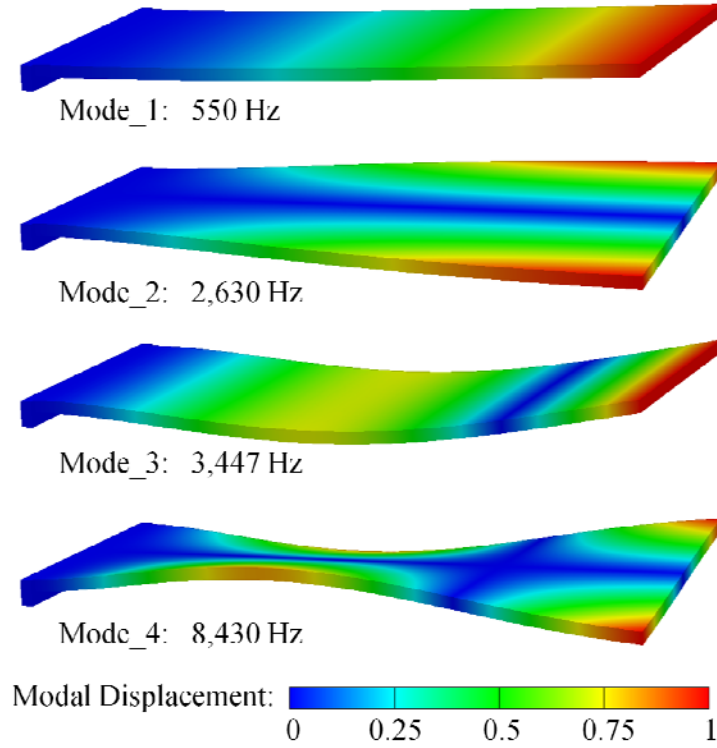 Mode_1: 550 Hz
Mode_2: 2,630 Hz
Mode_3: 3,447 Hz
Mode_4: 8,430 Hz
Modal Displacement:
0 0.25 0.5 0.75 1